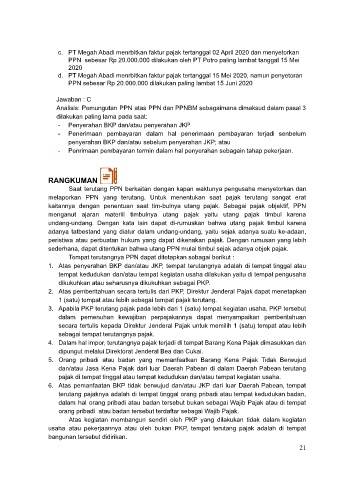 c. PT Megah Abadi menrbitkan faktur pajak tertanggal 02 April 2020 dan menyetorkan
PPN sebesar Rp 20.000.000 dilakukan oleh PT Potro paling lambat tanggal 15 Mei
2020
d. PT Megah Abadi menrbitkan faktur pajak tertanggal 15 Mei 2020, namun penyetoran
PPN sebesar Rp 20.000.000 dilakukan paling lambat 15 Juni 2020
Jawaban : C
Analisis: Pemungutan PPN atas PPN dan PPNBM sebagaimana dimaksud dalam pasal 3
dilakukan paling lama pada saat:
- Penyerahan BKP dan/atau penyerahan JKP
- Penerimaan pembayaran dalam hal penerimaan pembayaran terjadi senbelum
penyerahan BKP dan/atau sebelum penyerahan JKP; atau
- Penrimaan pembayaran termin dalam hal penyerahan sebagain tahap pekerjaan.
RANGKUMAN
Saat terutang PPN berkaitan dengan kapan waktunya pengusaha menyetorkan dan
melaporkan PPN yang terutang. Untuk menentukan saat pajak terutang sangat erat
kaitannya dengan penentuan saat tim-bulnya utang pajak. Sebagai pajak objektif, PPN
menganut ajaran materiil timbulnya utang pajak yaitu utang pajak timbul karena
undang-undang. Dengan kata lain dapat di-rumuskan bahwa utang pajak timbul karena
adanya tatbestand yang diatur dalam undang-undang, yaitu sejak adanya suatu ke-adaan,
peristiwa atau perbuatan hukum yang dapat dikenakan pajak. Dengan rumusan yang lebih
sederhana, dapat ditentukan bahwa utang PPN mulai timbul sejak adanya objek pajak.
Tempat terutangnya PPN dapat ditetapkan sebagai berikut :
1. Atas penyerahan BKP dan/atau JKP, tempat terutangnya adalah di tempat tinggal atau
tempat kedudukan dan/atau tempat kegiatan usaha dilakukan yaitu di tempat pengusaha
dikukuhkan atau seharusnya dikukuhkan sebagai PKP.
2. Atas pemberitahuan secara tertulis dari PKP, Direktur Jenderal Pajak dapat menetapkan
1 (satu) tempat atau lebih sebagai tempat pajak terutang.
3. Apabila PKP terutang pajak pada lebih dari 1 (satu) tempat kegiatan usaha, PKP tersebut
dalam pemenuhan kewajiban perpajakannya dapat menyampaikan pemberitahuan
secara tertulis kepada Direktur Jenderal Pajak untuk memilih 1 (satu) tempat atau lebih
sebagai tempat terutangnya pajak.
4. Dalam hal impor, terutangnya pajak terjadi di tempat Barang Kena Pajak dimasukkan dan
dipungut melalui Direktorat Jenderal Bea dan Cukai.
5. Orang pribadi atau badan yang memanfaatkan Barang Kena Pajak Tidak Berwujud
dan/atau Jasa Kena Pajak dari luar Daerah Pabean di dalam Daerah Pabean terutang
pajak di tempat tinggal atau tempat kedudukan dan/atau tempat kegiatan usaha.
6. Atas pemanfaatan BKP tidak berwujud dan/atau JKP dari luar Daerah Pabean, tempat
terutang pajaknya adalah di tempat tinggal orang pribadi atau tempat kedudukan badan,
dalam hal orang pribadi atau badan tersebut bukan sebagai Wajib Pajak atau di tempat
orang pribadi atau badan tersebut terdaftar sebagai Wajib Pajak.
Atas kegiatan membangun sendiri oleh PKP yang dilakukan tidak dalam kegiatan
usaha atau pekerjaannya atau oleh bukan PKP, tempat terutang pajak adalah di tempat
bangunan tersebut didirikan.
21